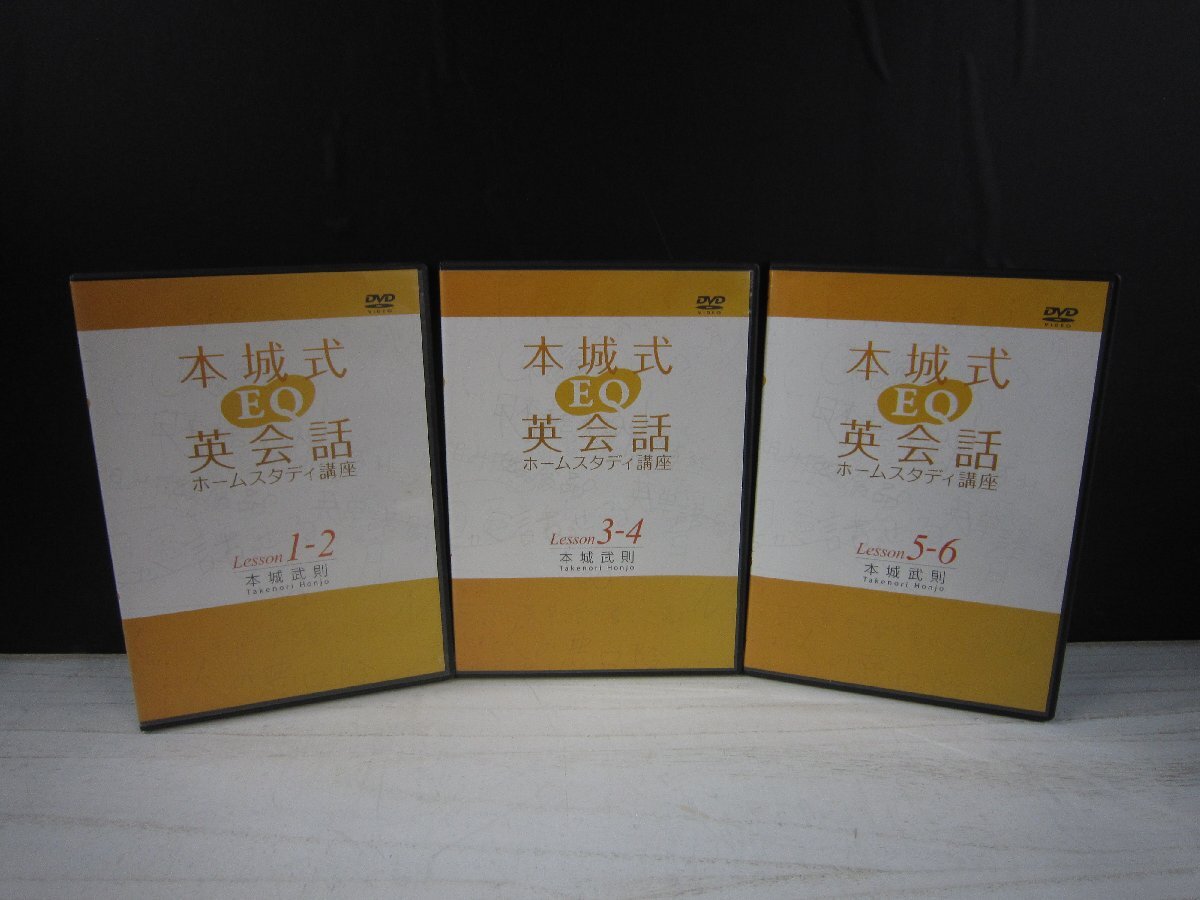 DVD
VIDEO
本城式
EQ
英会話
ホームスタディ講座
Lesson 1-2
本城武則
Takenori Honjo
DVD
VIDEO
本城式
EQ
英会話
ホームスタディ講座
Lesson 3-4
本城武則
Takenori Honjo
DVD
VIDEO
本城式
EQ
英会話
ホームスタディ講座
Lesson 5-6
本城武則
Takenori Honjo